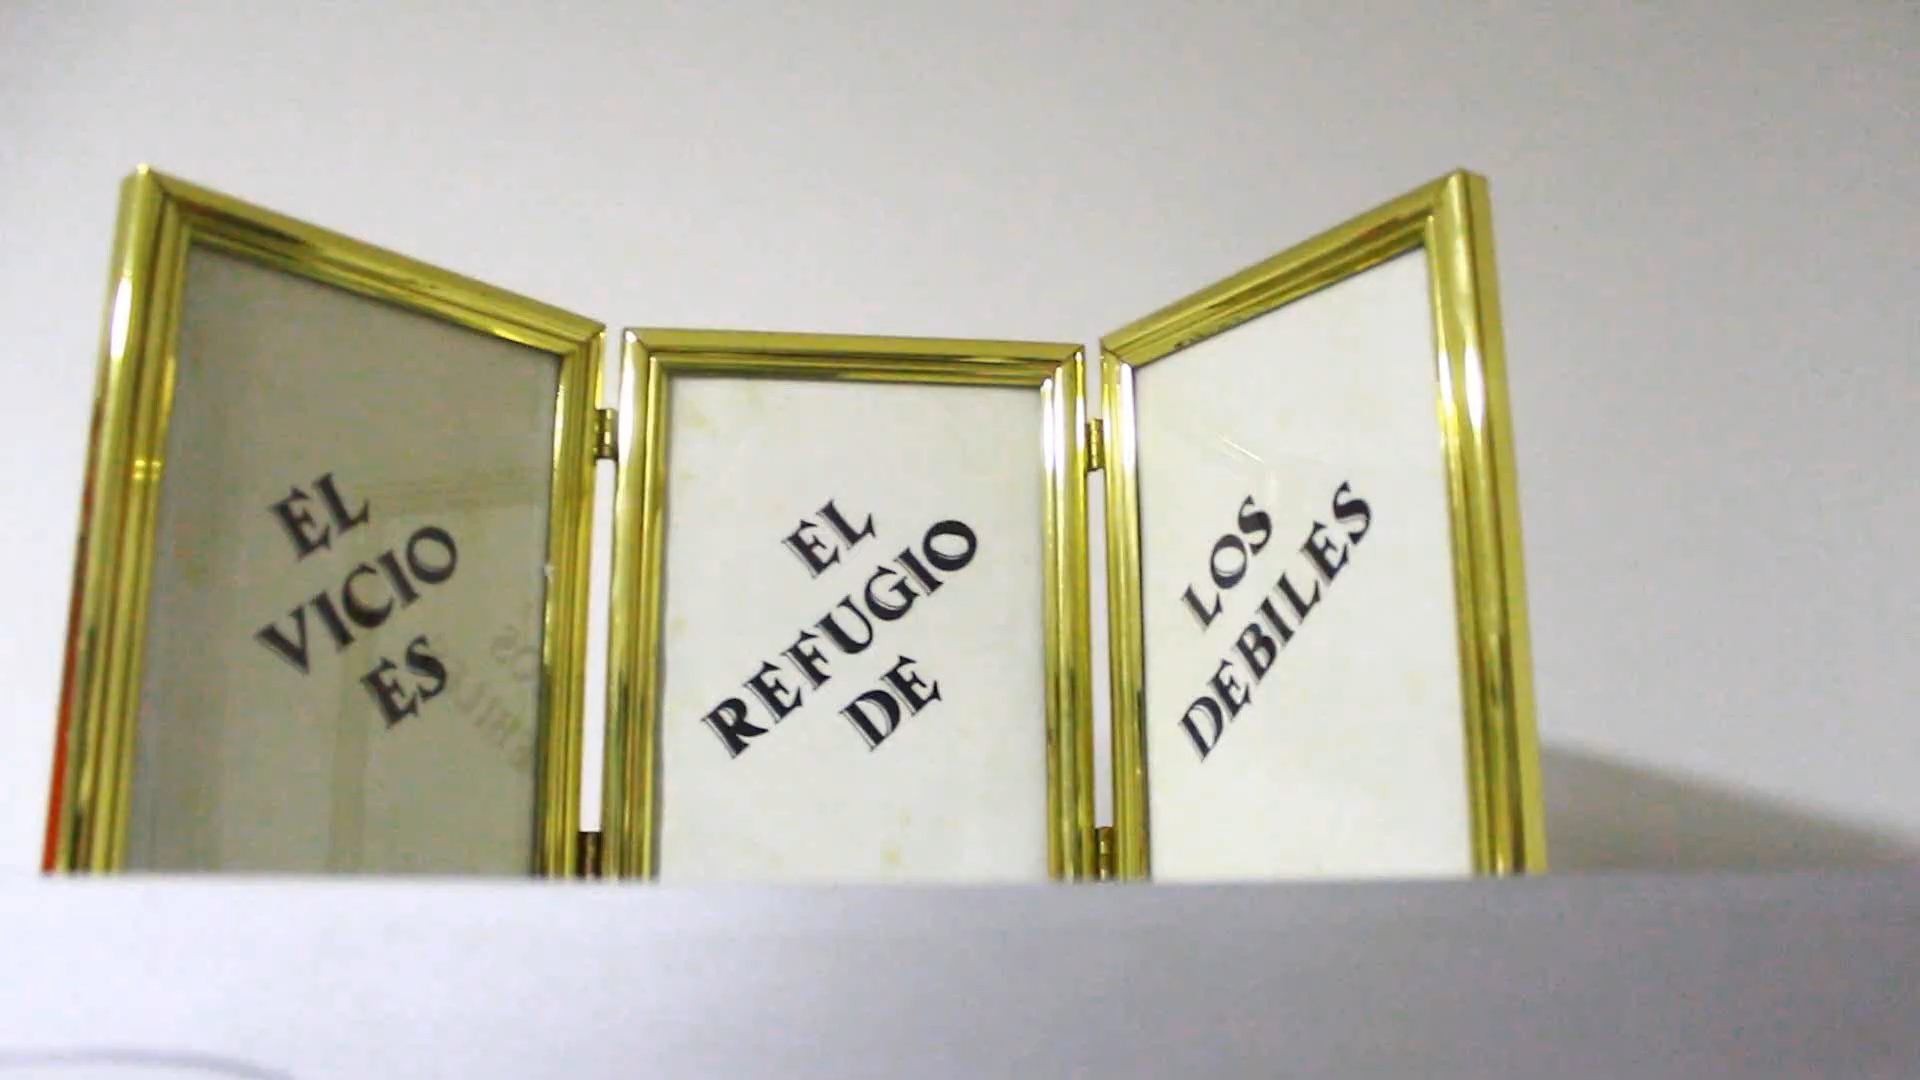 EL
VICIO
ES
EL
REFUGIO
DE
LOS
DEBILES